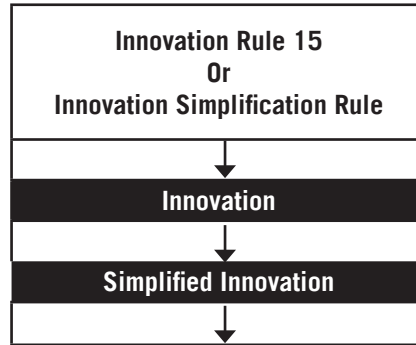 Innovation Rule 15
Or
Innovation Simplification Rule
Innovation
Simplified Innovation